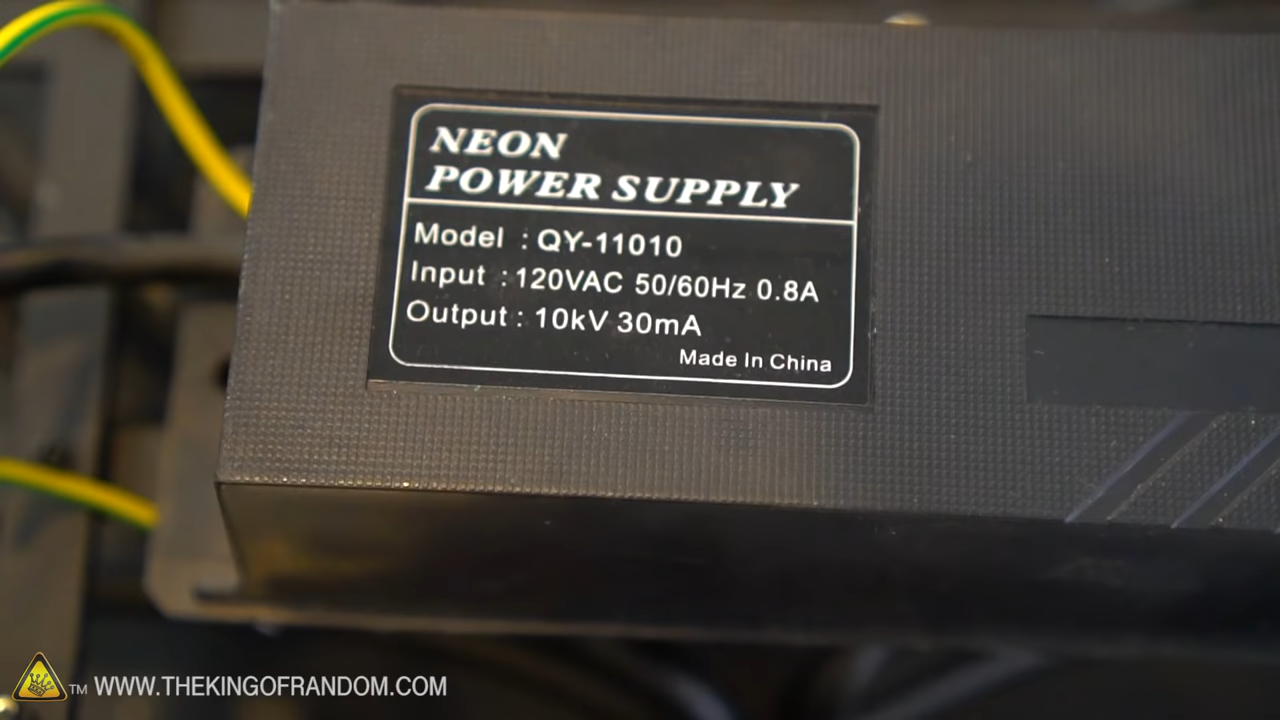 NEON
POWER SUPPLY
Model : QY-11010
Input : 120VAC 50/60Hz 0.8A
Output : 10kV 30mA
Made In China
TM WWW.THEKINGOFRANDOM.COM